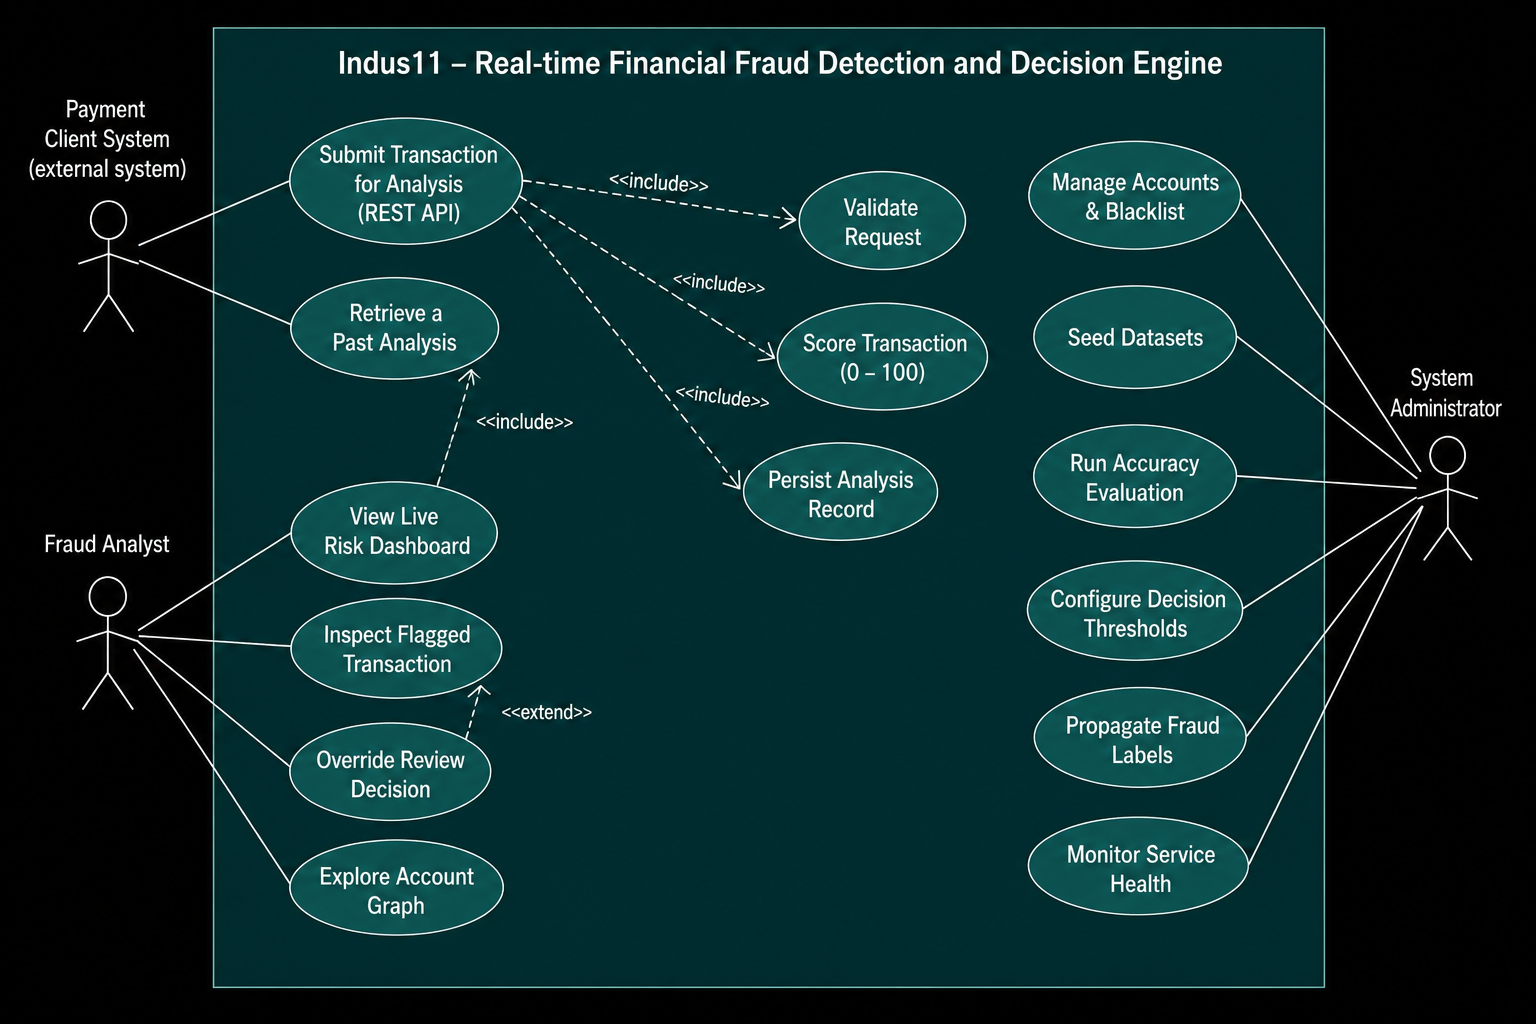 Indus11 – Real-time Financial Fraud Detection and Decision Engine
Payment
Client System
(external system)
Submit Transaction
for Analysis
(REST API)
<<include>>
Validate
Request
Manage Accounts
& Blacklist
Retrieve a
Past Analysis
<<include>>
Score Transaction
(0 – 100)
Seed Datasets
<<include>>
<<include>>
System
Administrator
Persist Analysis
Record
Run Accuracy
Evaluation
Fraud Analyst
View Live
Risk Dashboard
Inspect Flagged
Transaction
Configure Decision
Thresholds
<<extend>>
Override Review
Decision
Propagate Fraud
Labels
Explore Account
Graph
Monitor Service
Health